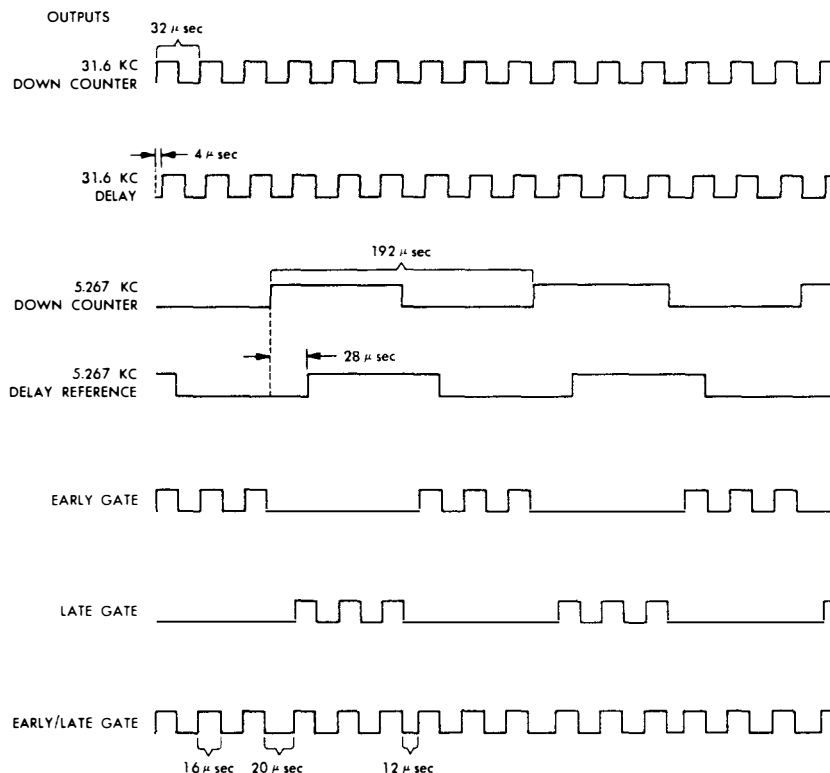 OUTPUTS
32 μ sec
31.6 KC
DOWN COUNTER
4 μ sec
31.6 KC
DELAY
192 μ sec
5.267 KC
DOWN COUNTER
28 μ sec
5.267 KC
DELAY REFERENCE
EARLY GATE
LATE GATE
EARLY/LATE GATE
16 μ sec 20 μ sec 12 μ sec